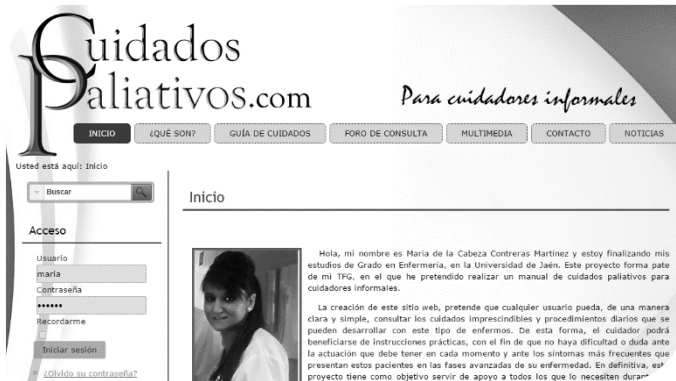 Cuidados
Paliativos.com
Para cuidadores informales
INICIO ¿QUÉ SON? GUÍA DE CUIDADOS FORO DE CONSULTA MULTIMEDIA CONTACTO NOTICIAS
Usted está aquí: Inicio
Buscar
Inicio
Acceso
Usuario
maria
Contraseña
••••••
Recordarme
Iniciar sesión
¿Olvido su contraseña?
Hola, mi nombre es María de la Cabeza Contreras Martínez y estoy finalizando mis
estudios de Grado en Enfermería, en la Universidad de Jaén. Este proyecto forma pate
de mi TFG, en el que he pretendido realizar un manual de cuidados paliativos para
cuidadores informales.
La creación de este sitio web, pretende que cualquier usuario pueda, de una manera
clara y simple, consultar los cuidados imprescindibles y procedimientos diarios que se
pueden desarrollar con este tipo de enfermos. De esta forma, el cuidador podrá
beneficiarse de instrucciones prácticas, con el fin de que no haya dificultad o duda ante
la actuación que debe tener en cada momento y ante los síntomas más frecuentes que
presentan estos pacientes en las fases avanzadas de su enfermedad. En definitiva,
proyecto tiene como objetivo servir de apoyo a todos los que lo necesiten